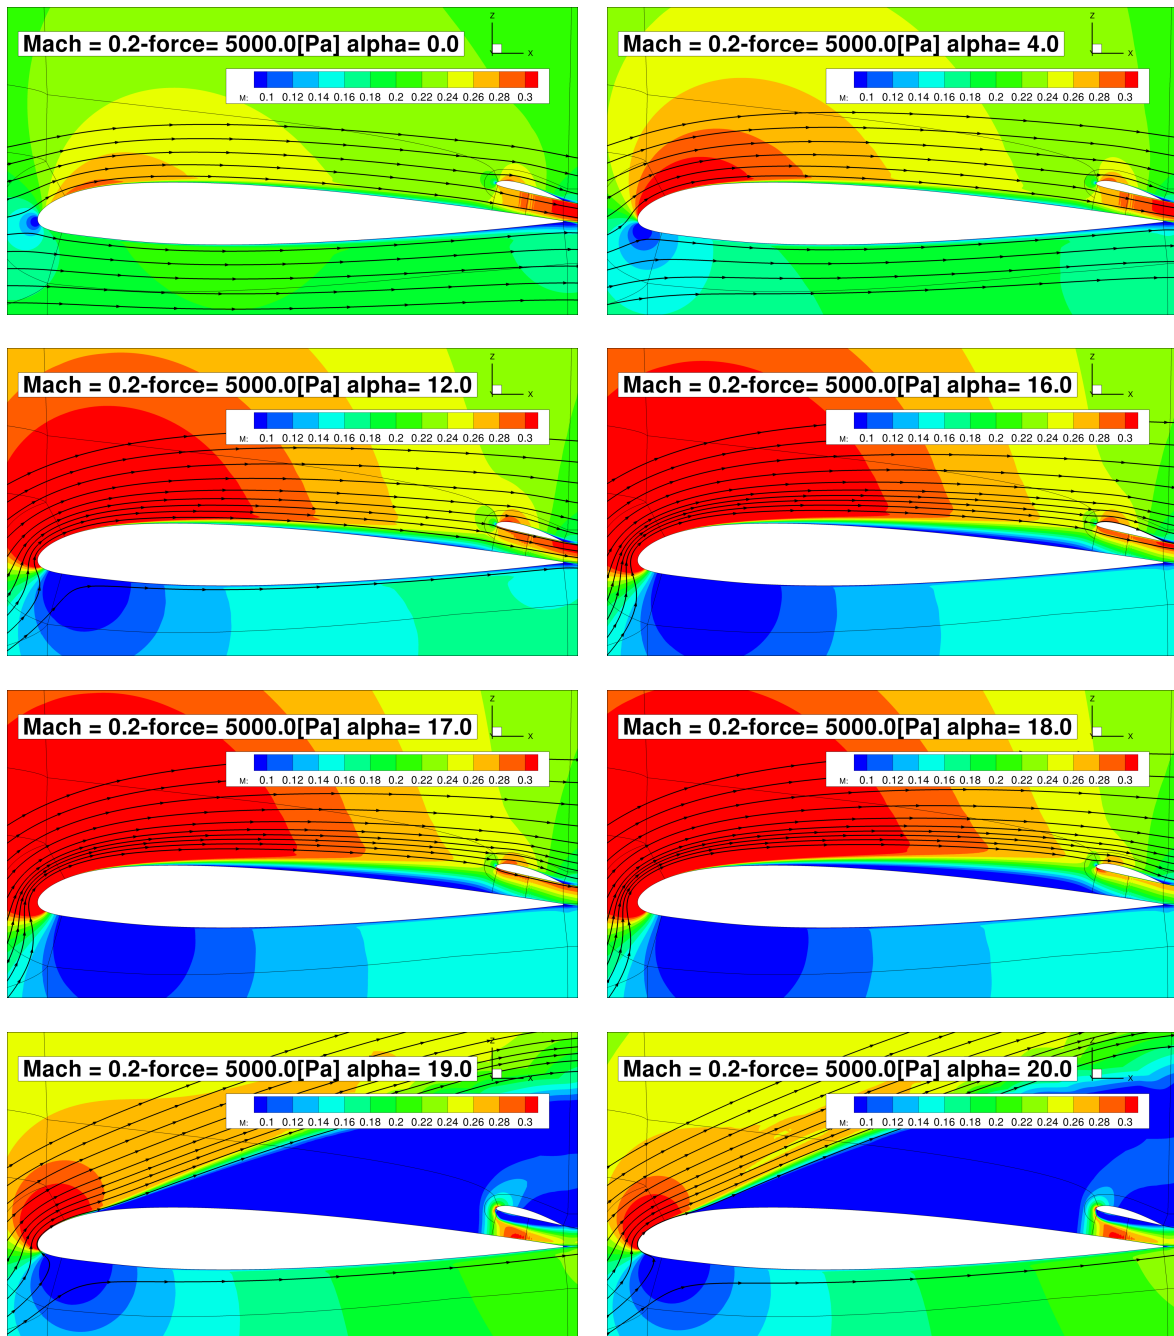 Mach = 0.2-force= 5000.0[Pa] alpha= 0.0
Z
X
M: 0.1 0.12 0.14 0.16 0.18 0.2 0.22 0.24 0.26 0.28 0.3
Mach = 0.2-force= 5000.0[Pa] alpha= 4.0
Z
X
M: 0.1 0.12 0.14 0.16 0.18 0.2 0.22 0.24 0.26 0.28 0.3
Mach = 0.2-force= 5000.0[Pa] alpha= 12.0
Z
X
M: 0.1 0.12 0.14 0.16 0.18 0.2 0.22 0.24 0.26 0.28 0.3
Mach = 0.2-force= 5000.0[Pa] alpha= 16.0
Z
X
M: 0.1 0.12 0.14 0.16 0.18 0.2 0.22 0.24 0.26 0.28 0.3
Mach = 0.2-force= 5000.0[Pa] alpha= 17.0
Z
X
M: 0.1 0.12 0.14 0.16 0.18 0.2 0.22 0.24 0.26 0.28 0.3
Mach = 0.2-force= 5000.0[Pa] alpha= 18.0
Z
X
M: 0.1 0.12 0.14 0.16 0.18 0.2 0.22 0.24 0.26 0.28 0.3
Mach = 0.2-force= 5000.0[Pa] alpha= 19.0
Z
X
M: 0.1 0.12 0.14 0.16 0.18 0.2 0.22 0.24 0.26 0.28 0.3
Mach = 0.2-force= 5000.0[Pa] alpha= 20.0
Z
X
M: 0.1 0.12 0.14 0.16 0.18 0.2 0.22 0.24 0.26 0.28 0.3